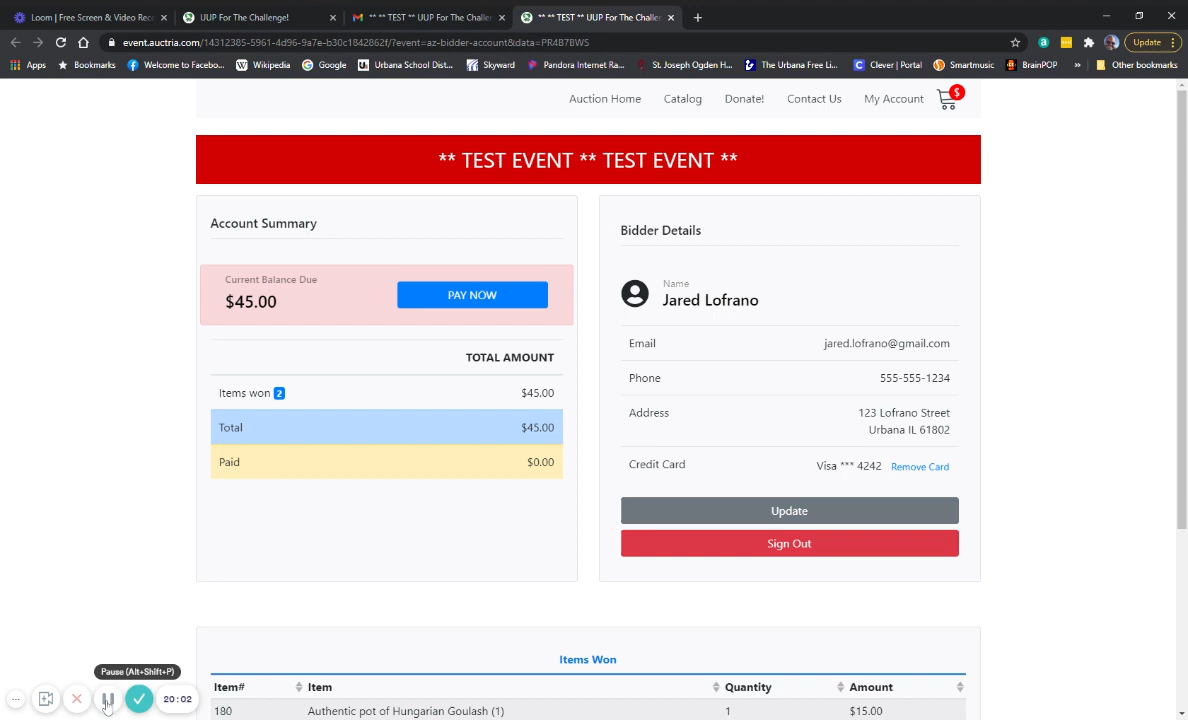 Loom | Free Screen & Video Rec
UUP For The Challenge!
** ** TEST ** UUP For The Challe
** ** TEST ** UUP For The Challe
event.auctria.com/14312385-5961-4d96-9a7e-b30c1842862f/?event=az-bidder-account&data=PR4B7BWS
Update
Apps
Bookmarks
Welcome to Facebo...
Wikipedia
Google
Urbana School Dist...
Skyward
Pandora Internet Ra...
St. Joseph Ogden H...
The Urbana Free Li...
Clever | Portal
Smartmusic
BrainPOP
»
Other bookmarks
Auction Home
Catalog
Donate!
Contact Us
My Account
$
** TEST EVENT ** TEST EVENT **
Account Summary
Current Balance Due
$45.00
PAY NOW
TOTAL AMOUNT
Items won 2 $45.00
Total $45.00
Paid $0.00
Bidder Details
Name
Jared Lofrano
Email jared.lofrano@gmail.com
Phone 555-555-1234
Address 123 Lofrano Street
Urbana IL 61802
Credit Card Visa *** 4242 Remove Card
Update
Sign Out
Items Won
Item# Item Quantity Amount
180 Authentic pot of Hungarian Goulash (1) 1 $15.00
Pause (Alt+Shift+P)
20:02